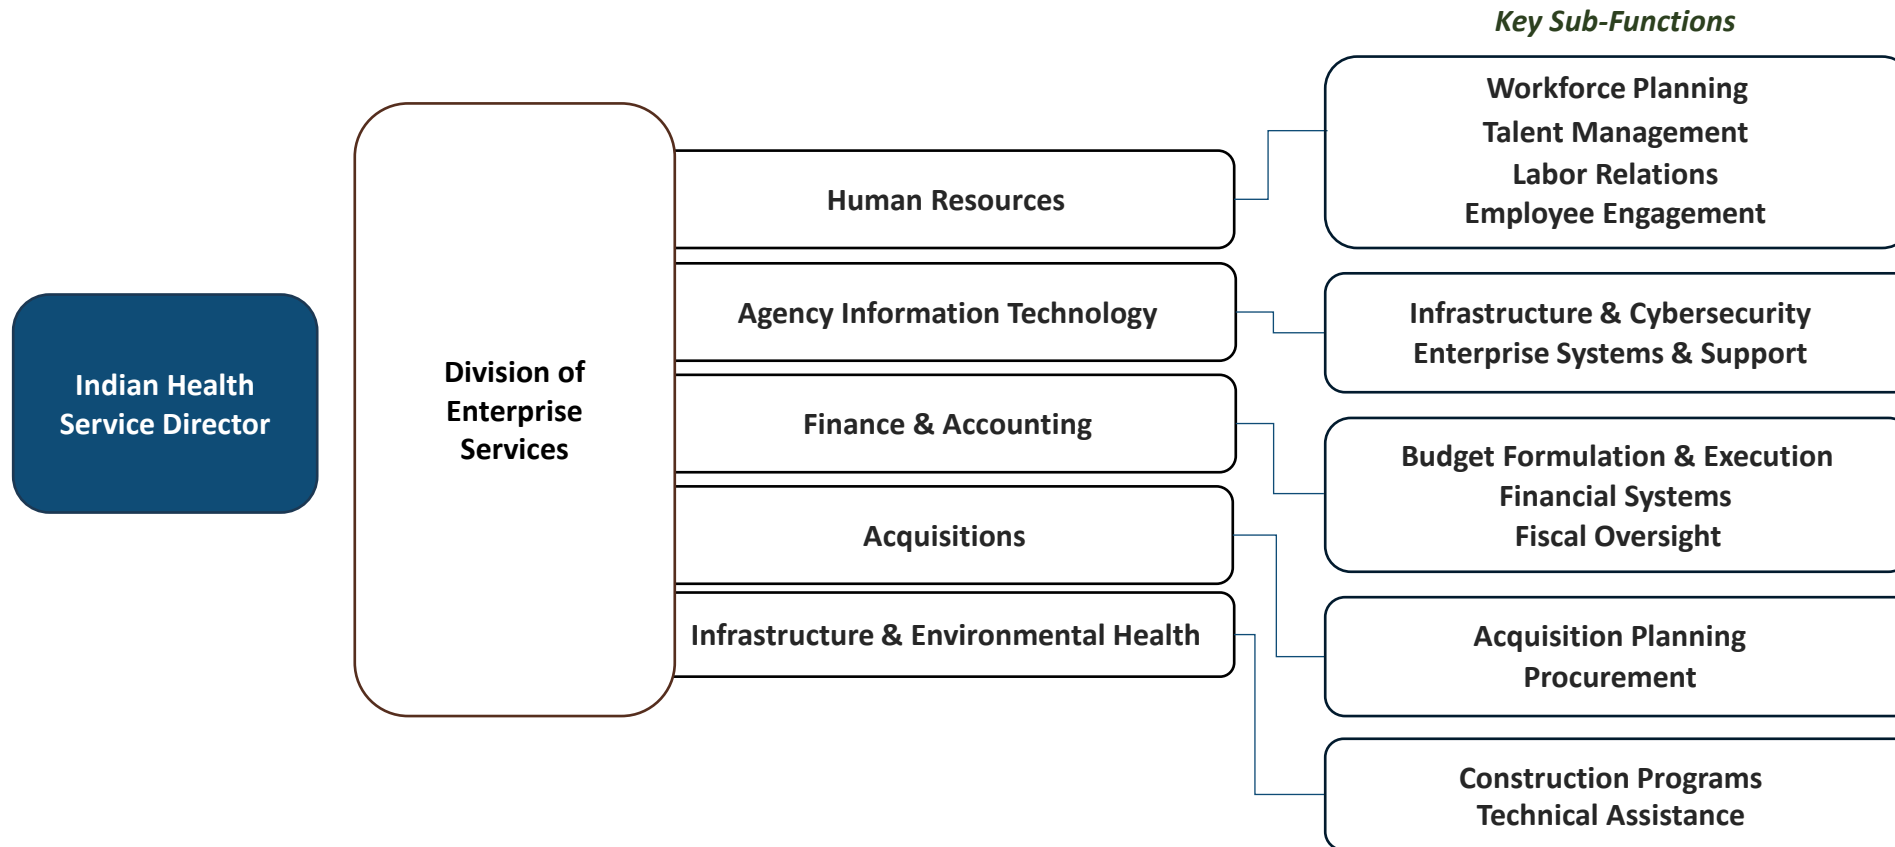 Key Sub-Functions
Indian Health
Service Director
Division of
Enterprise
Services
Human Resources
Agency Information Technology
Finance & Accounting
Acquisitions
Infrastructure & Environmental Health
Workforce Planning
Talent Management
Labor Relations
Employee Engagement
Infrastructure & Cybersecurity
Enterprise Systems & Support
Budget Formulation & Execution
Financial Systems
Fiscal Oversight
Acquisition Planning
Procurement
Construction Programs
Technical Assistance